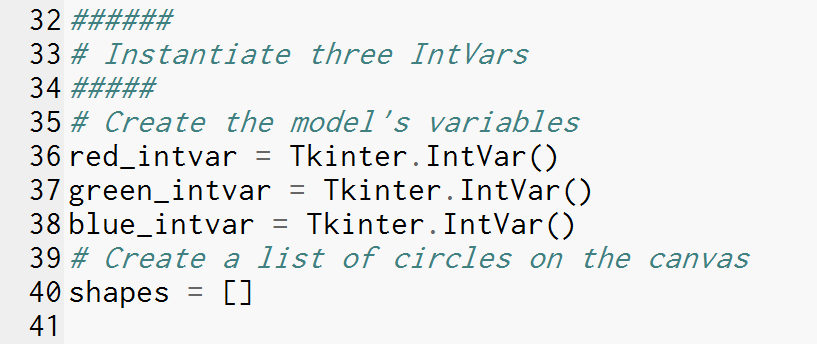 32 ######
33 # Instantiate three IntVars
34 #####
35 # Create the model's variables
36 red_intvar = Tkinter.IntVar()
37 green_intvar = Tkinter.IntVar()
38 blue_intvar = Tkinter.IntVar()
39 # Create a list of circles on the canvas
40 shapes = []
41